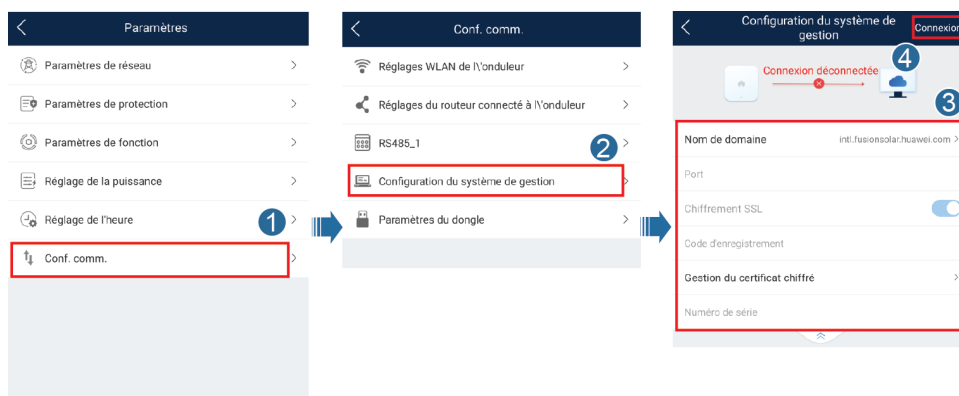 Paramètres
Paramètres de réseau
Paramètres de protection
Paramètres de fonction
Réglage de la puissance
Réglage de l'heure
1
Conf. comm.
Conf. comm.
Réglages WLAN de l\'onduleur
Réglages du routeur connecté à l\'onduleur
RS485_1
2
Configuration du système de gestion
Paramètres du dongle
Configuration du système de
gestion
Connexion
4
Connexion déconnectée
3
Nom de domaine intl.fusionsolar.huawei.com
Port
Chiffrement SSL
Code d'enregistrement
Gestion du certificat chiffré
Numéro de série